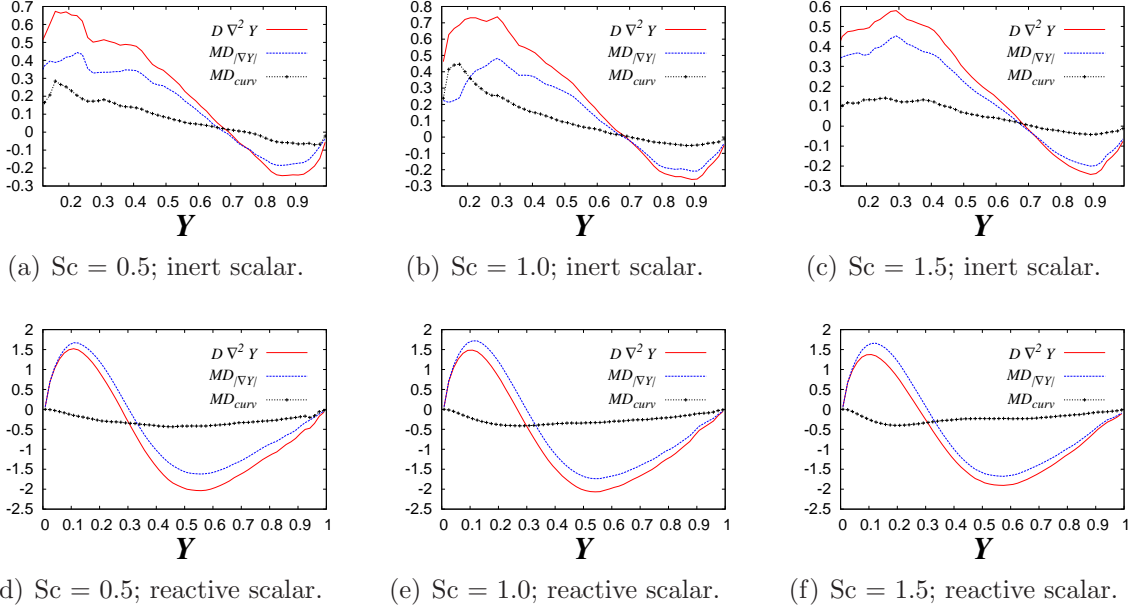 0.7
0.6
0.5
0.4
0.3
0.2
0.1
0
-0.1
-0.2
-0.3
0.2 0.3 0.4 0.5 0.6 0.7 0.8 0.9
Y
D ∇² Y
MD|∇Y|
MDcurv
(a) Sc = 0.5; inert scalar.
0.8
0.7
0.6
0.5
0.4
0.3
0.2
0.1
0
-0.1
-0.2
-0.3
0.2 0.3 0.4 0.5 0.6 0.7 0.8 0.9
Y
D ∇² Y
MD|∇Y|
MDcurv
(b) Sc = 1.0; inert scalar.
0.6
0.5
0.4
0.3
0.2
0.1
0
-0.1
-0.2
-0.3
0.2 0.3 0.4 0.5 0.6 0.7 0.8 0.9
Y
D ∇² Y
MD|∇Y|
MDcurv
(c) Sc = 1.5; inert scalar.
2
1.5
1
0.5
0
-0.5
-1
-1.5
-2
-2.5
0 0.1 0.2 0.3 0.4 0.5 0.6 0.7 0.8 0.9 1
Y
D ∇² Y
MD|∇Y|
MDcurv
d) Sc = 0.5; reactive scalar.
2
1.5
1
0.5
0
-0.5
-1
-1.5
-2
-2.5
0 0.1 0.2 0.3 0.4 0.5 0.6 0.7 0.8 0.9 1
Y
D ∇² Y
MD|∇Y|
MDcurv
(e) Sc = 1.0; reactive scalar.
2
1.5
1
0.5
0
-0.5
-1
-1.5
-2
-2.5
0 0.1 0.2 0.3 0.4 0.5 0.6 0.7 0.8 0.9 1
Y
D ∇² Y
MD|∇Y|
MDcurv
(f) Sc = 1.5; reactive scalar.